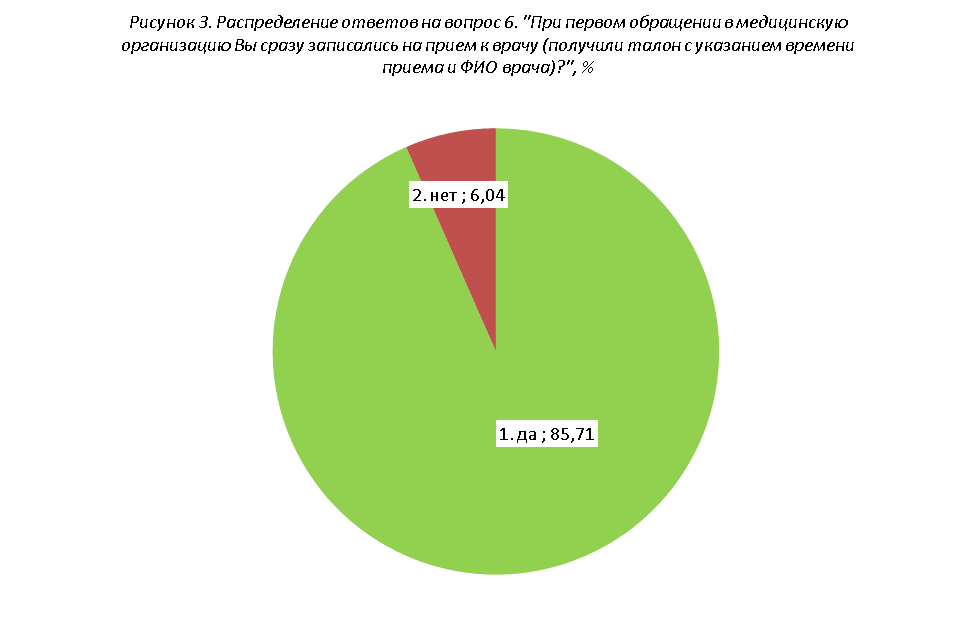 Рисунок 3. Распределение ответов на вопрос 6. "При первом обращении в медицинскую
организацию Вы сразу записались на прием к врачу (получили талон с указанием времени
приема и ФИО врача)?", %
2. нет ; 6,04
1. да ; 85,71